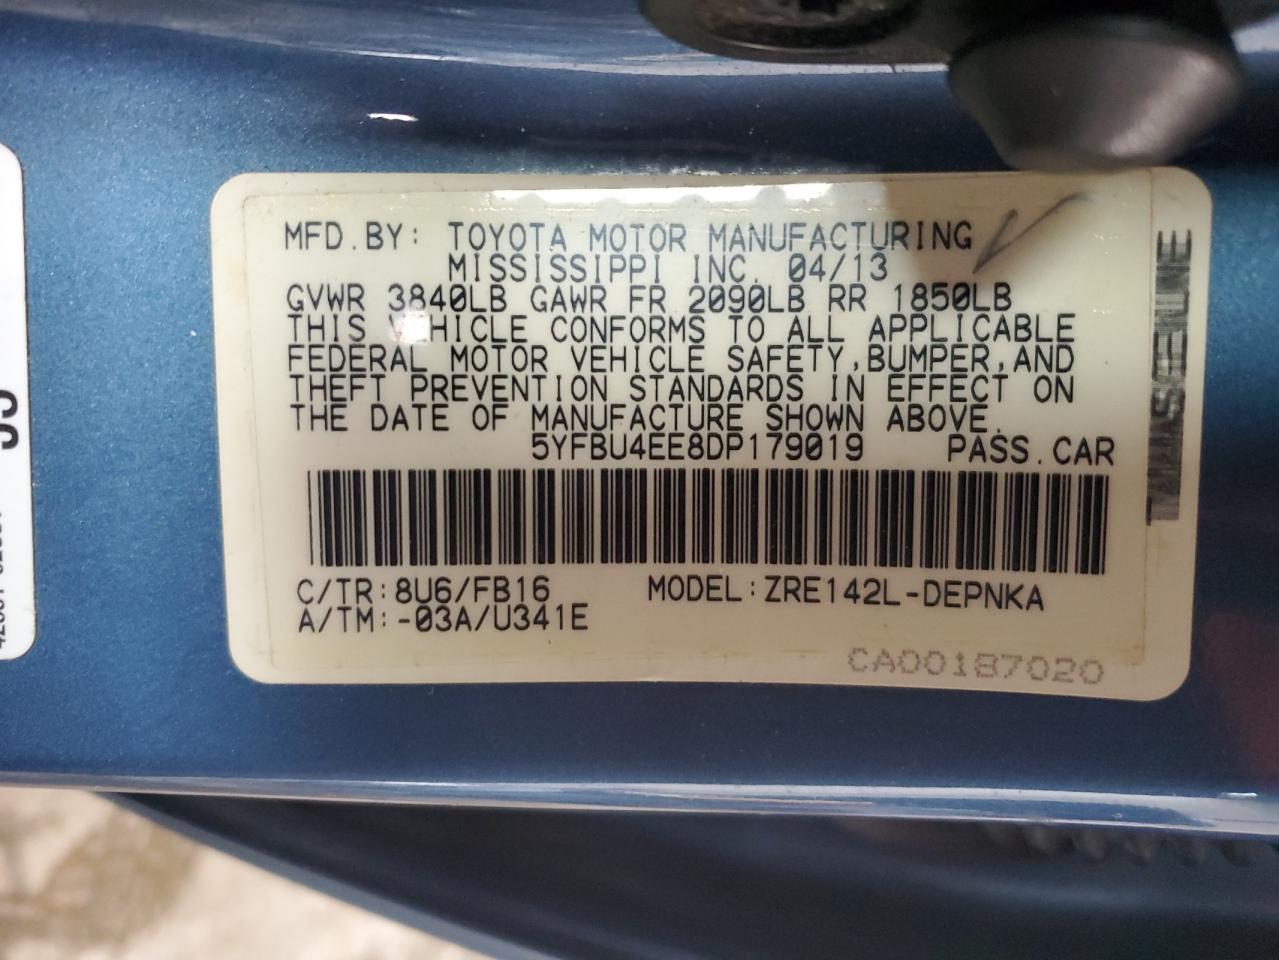 MFD.BY: TOYOTA MOTOR MANUFACTURING
MISSISSIPPI INC. 04/13
GVWR 3840LB GAWR FR 2090LB RR 1850LB
THIS VEHICLE CONFORMS TO ALL APPLICABLE
FEDERAL MOTOR VEHICLE SAFETY,BUMPER,AND
THEFT PREVENTION STANDARDS IN EFFECT ON
THE DATE OF MANUFACTURE SHOWN ABOVE.
5YFBU4EE8DP179019 PASS.CAR
C/TR:8U6/FB16 MODEL:ZRE142L-DEPNKA
A/TM:-03A/U341E
CA00187020